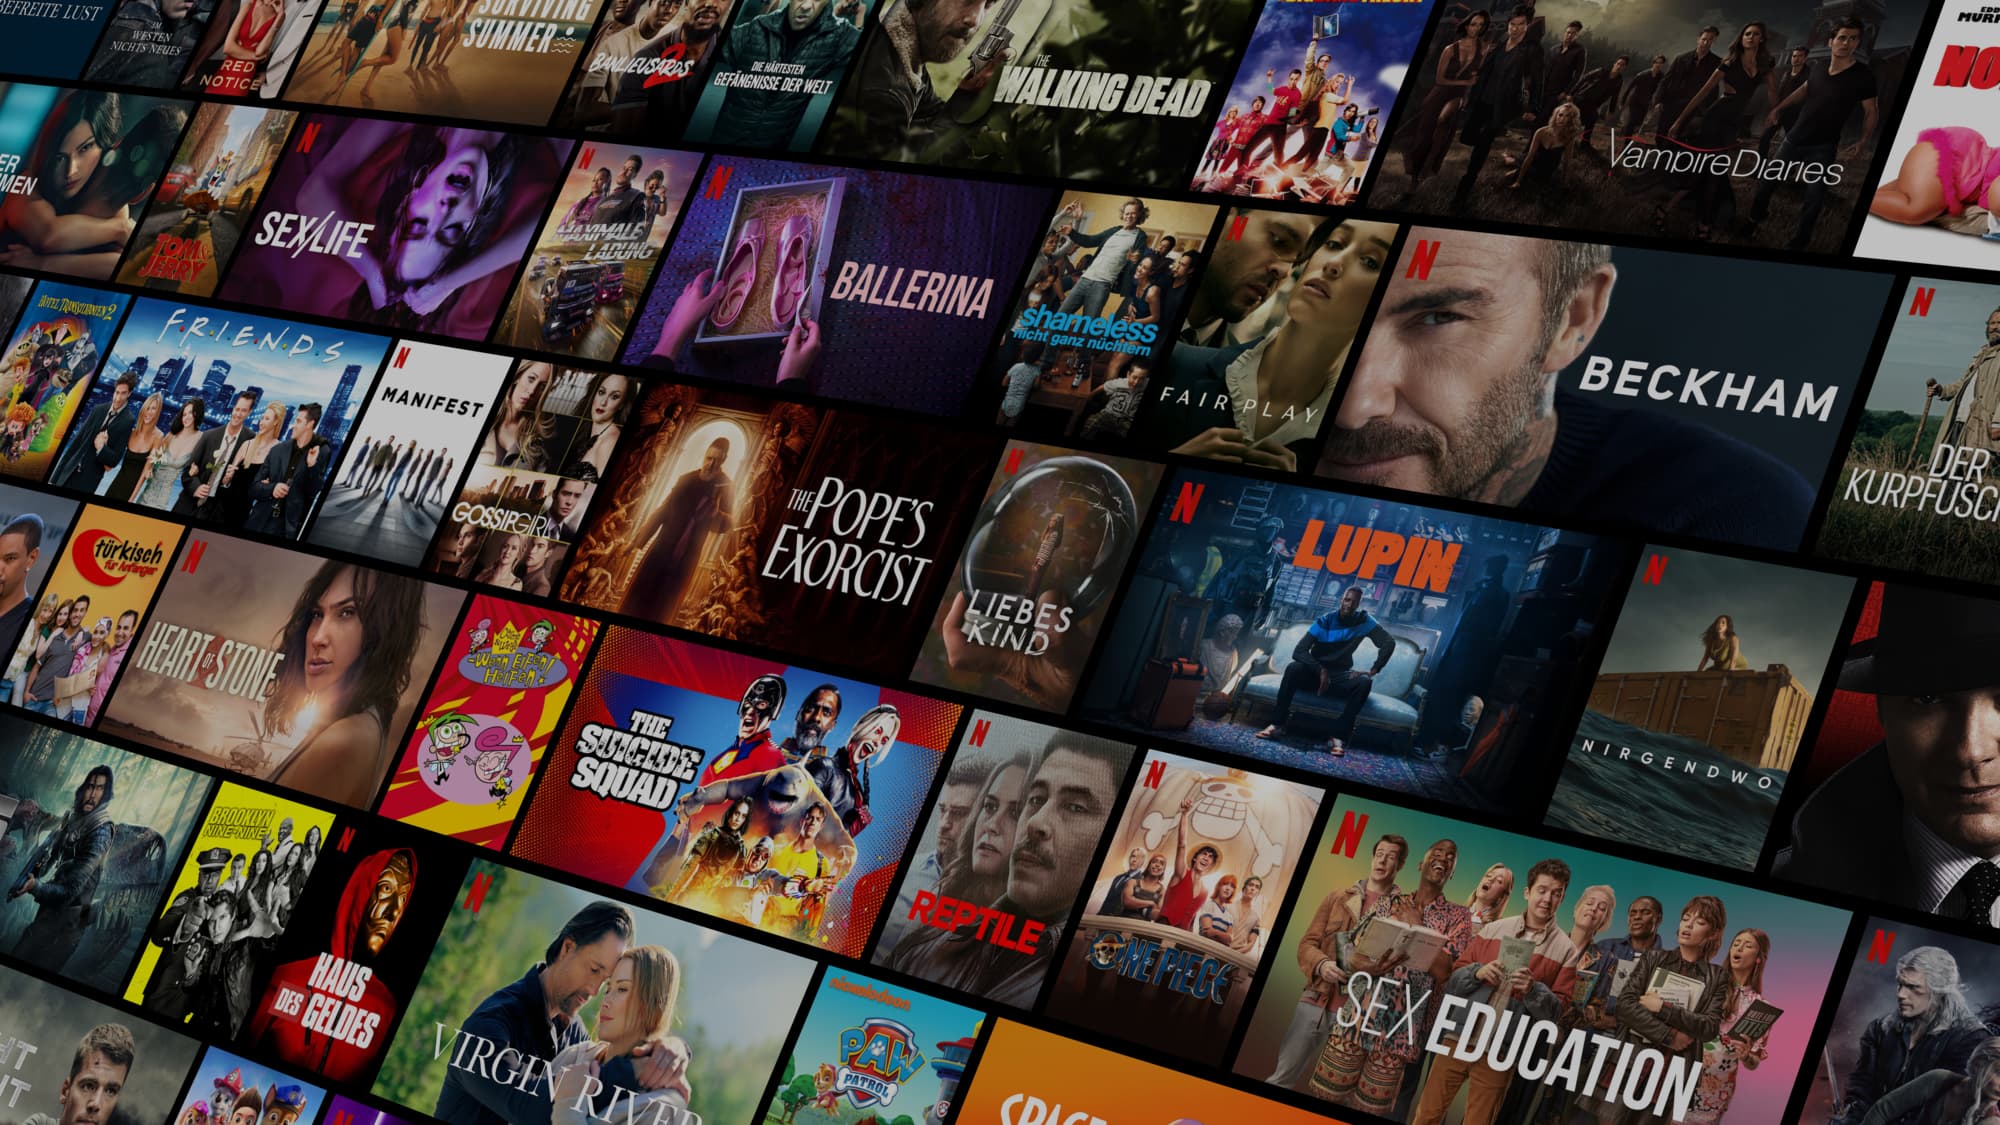 BEFREITE LUST
IM
WESTEN
NICHTS NEUES
RED
NOTICE
SURVIVING
SUMMER
BANLIEUSARDS
2
DIE HÄRTESTEN
GEFÄNGNISSE DER WELT
THE
WALKING DEAD
Vampire Diaries
EDDIE
MURPHY
TOM &
JERRY
N
SEX/LIFE
N
MAXIMALE
LADUNG
N
BALLERINA
shameless
nicht ganz nüchtern
N
FAIR PLAY
N
BECKHAM
N
DER
KURPFUSCH
HOTEL TRANSSILVANIEN 2
F·R·I·E·N·D·S
N
MANIFEST
GOSSIP GIRL
THE
POPE'S
EXORCIST
N
LIEBES
KIND
N
LUPIN
N
NIRGENDWO
türkisch
für Anfänger
N
HEART OF STONE
Wenn Elfen
Helfen!
THE
SUICIDE
SQUAD
N
REPTILE
N
ONE PIECE
N
SEX EDUCATION
N
BROOKLYN
NINE-NINE
N
HAUS
DES GELDES
N
VIRGIN RIVER
nickelodeon
PAW
PATROL
N
SPACE